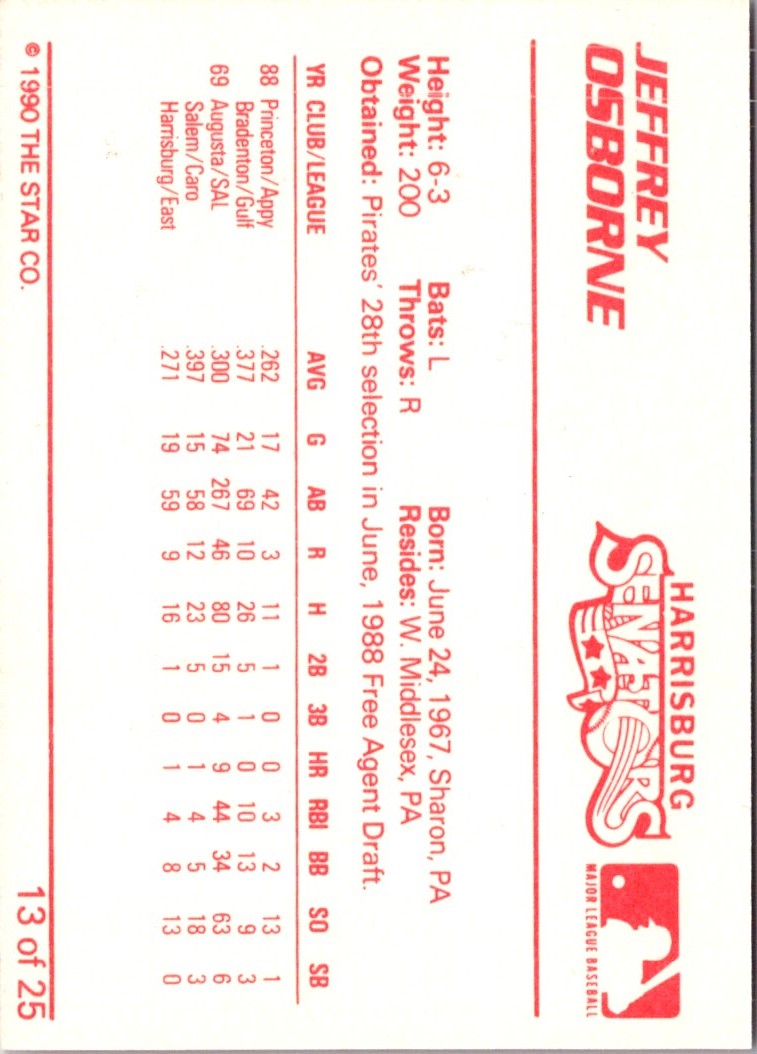 JEFFREY
OSBORNE
HARRISBURG
SENATORS
MAJOR LEAGUE BASEBALL
Height: 6-3 Bats: L Born: June 24, 1967, Sharon, PA
Weight: 200 Throws: R Resides: W. Middlesex, PA
Obtained: Pirates' 28th selection in June, 1988 Free Agent Draft.
YR CLUB/LEAGUE AVG G AB R H 2B 3B HR RBI BB SO SB
88 Princeton/Appy .262 17 42 3 11 1 0 0 3 2 13 1
Bradenton/Gulf .377 21 69 10 26 5 1 0 10 13 9 3
69 Augusta/SAL .300 74 267 46 80 15 4 9 44 34 63 6
Salem/Caro .397 15 58 12 23 5 0 1 4 5 18 3
Harrisburg/East .271 19 59 9 16 1 0 1 4 8 13 0
© 1990 THE STAR CO. 13 of 25